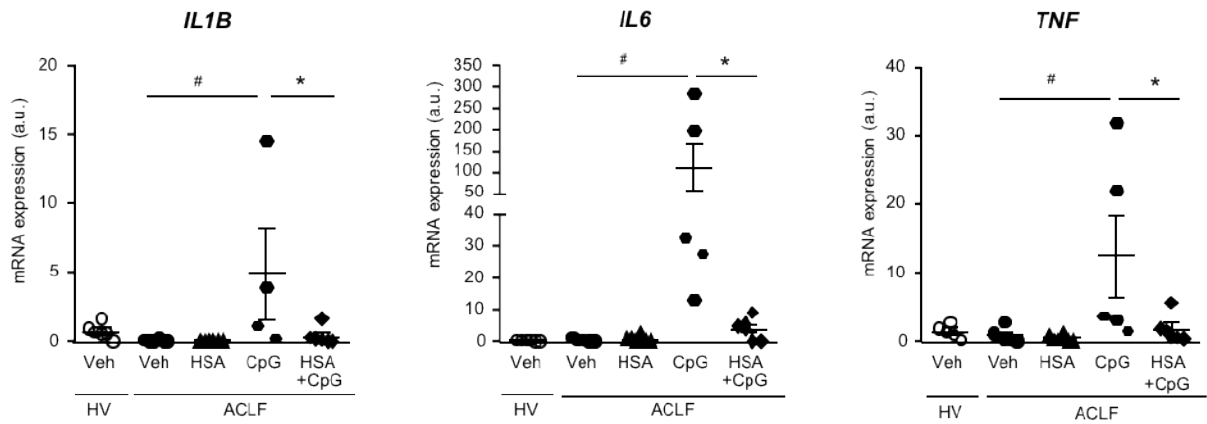 IL1B
mRNA expression (a.u.)
20
15
10
5
0
# *
Veh Veh HSA CpG HSA
+CpG
HV ACLF
IL6
mRNA expression (a.u.)
350
300
250
200
150
100
50
40
30
20
10
0
# *
Veh Veh HSA CpG HSA
+CpG
HV ACLF
TNF
mRNA expression (a.u.)
40
30
20
10
0
# *
Veh Veh HSA CpG HSA
+CpG
HV ACLF